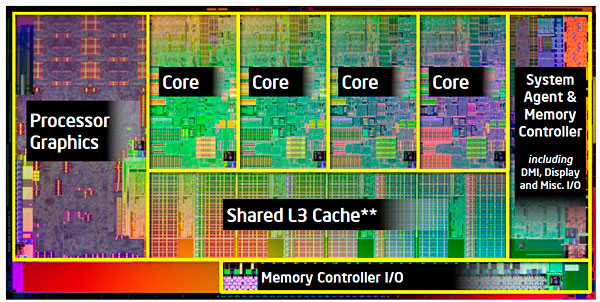 Processor
Graphics
Core
Core
Core
Core
System
Agent &
Memory
Controller
including
DMI, Display
and Misc. I/O
Shared L3 Cache**
Memory Controller I/O